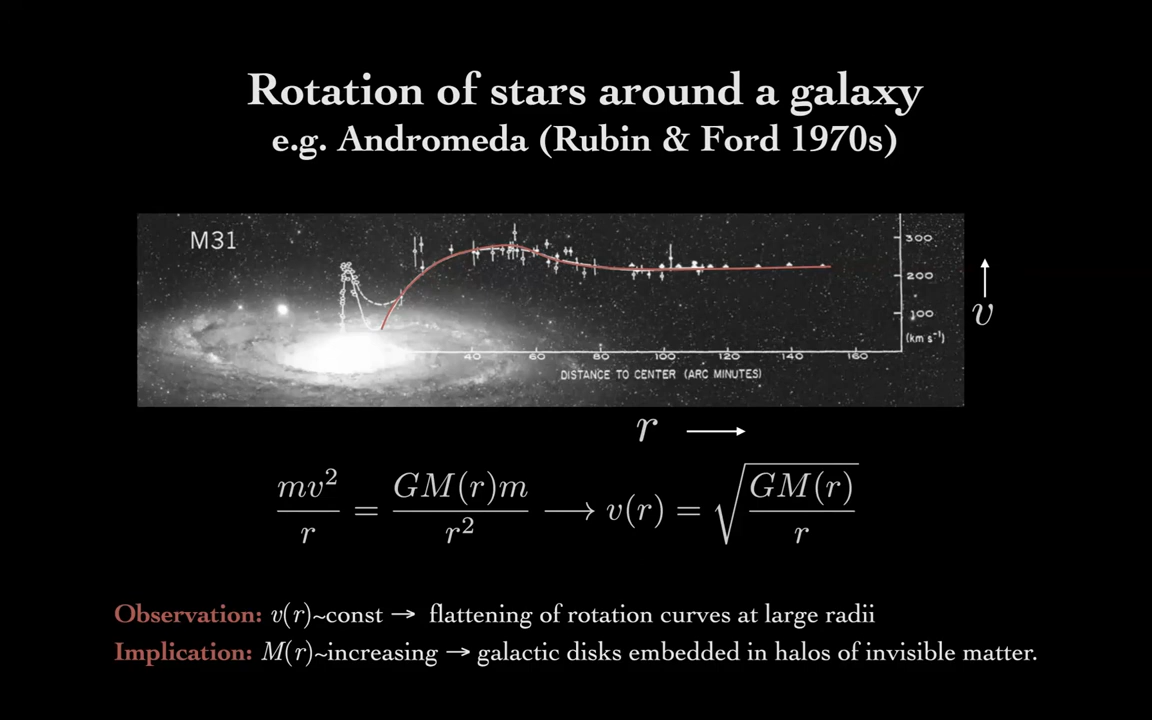 Rotation of stars around a galaxy
e.g. Andromeda (Rubin & Ford 1970s)
M31
300
200
100
(km s⁻¹)
v
40 60 80 100 120 140 160
DISTANCE TO CENTER (ARC MINUTES)
r ⟶
mv²/r = GM(r)m/r² ⟶ v(r) = √(GM(r)/r)
Observation: v(r)~const → flattening of rotation curves at large radii
Implication: M(r)~increasing → galactic disks embedded in halos of invisible matter.